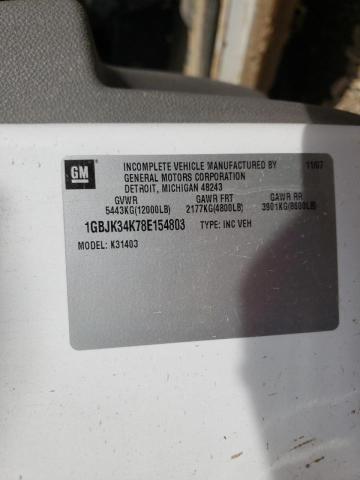 GM
INCOMPLETE VEHICLE MANUFACTURED BY 11/07
GENERAL MOTORS CORPORATION
DETROIT, MICHIGAN 48243
GVWR GAWR FRT GAWR RR
5443KG(12000LB) 2177KG(4800LB) 3901KG(8600LB)
1GBJK34K78E154803 TYPE: INC VEH
MODEL: K31403